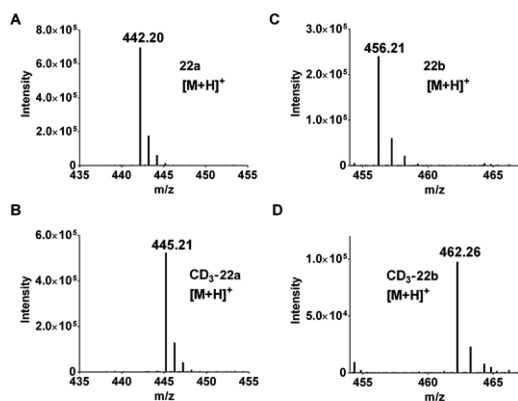 A
8.0×10⁵
6.0×10⁵
4.0×10⁵
2.0×10⁵
0
Intensity
442.20
22a
[M+H]⁺
435
440
445
450
455
m/z
C
3.0×10⁵
2.0×10⁵
1.0×10⁵
0
Intensity
456.21
22b
[M+H]⁺
455
460
465
m/z
B
6.0×10⁵
4.0×10⁵
2.0×10⁵
0
Intensity
445.21
CD₃-22a
[M+H]⁺
435
440
445
450
455
m/z
D
1.0×10⁵
5.0×10⁴
0
Intensity
462.26
CD₃-22b
[M+H]⁺
455
460
465
m/z